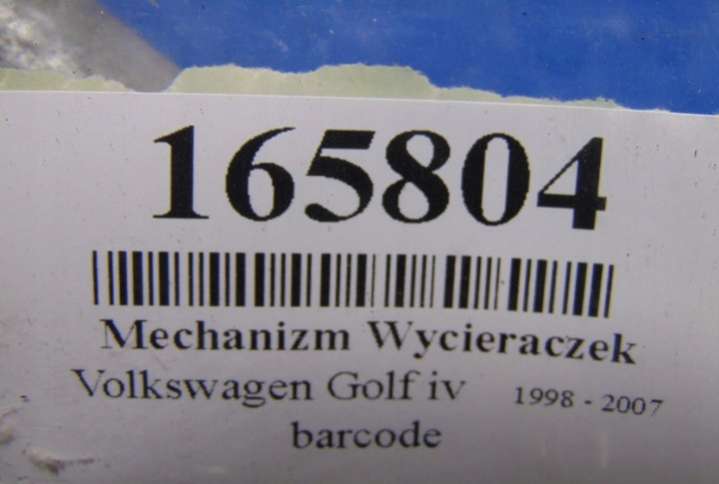 165804
Mechanizm Wycieraczek
Volkswagen Golf iv 1998 - 2007
barcode